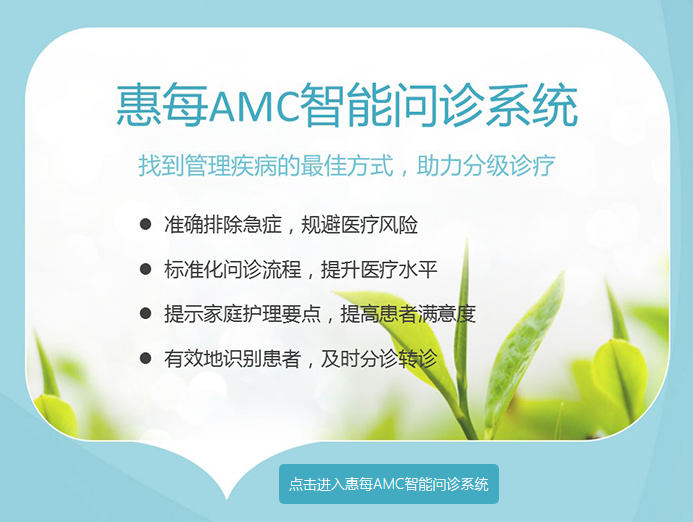 惠每AMC智能问诊系统
找到管理疾病的最佳方式，助力分级诊疗
● 准确排除急症，规避医疗风险
● 标准化问诊流程，提升医疗水平
● 提示家庭护理要点，提高患者满意度
● 有效地识别患者，及时分诊转诊
点击进入惠每AMC智能问诊系统